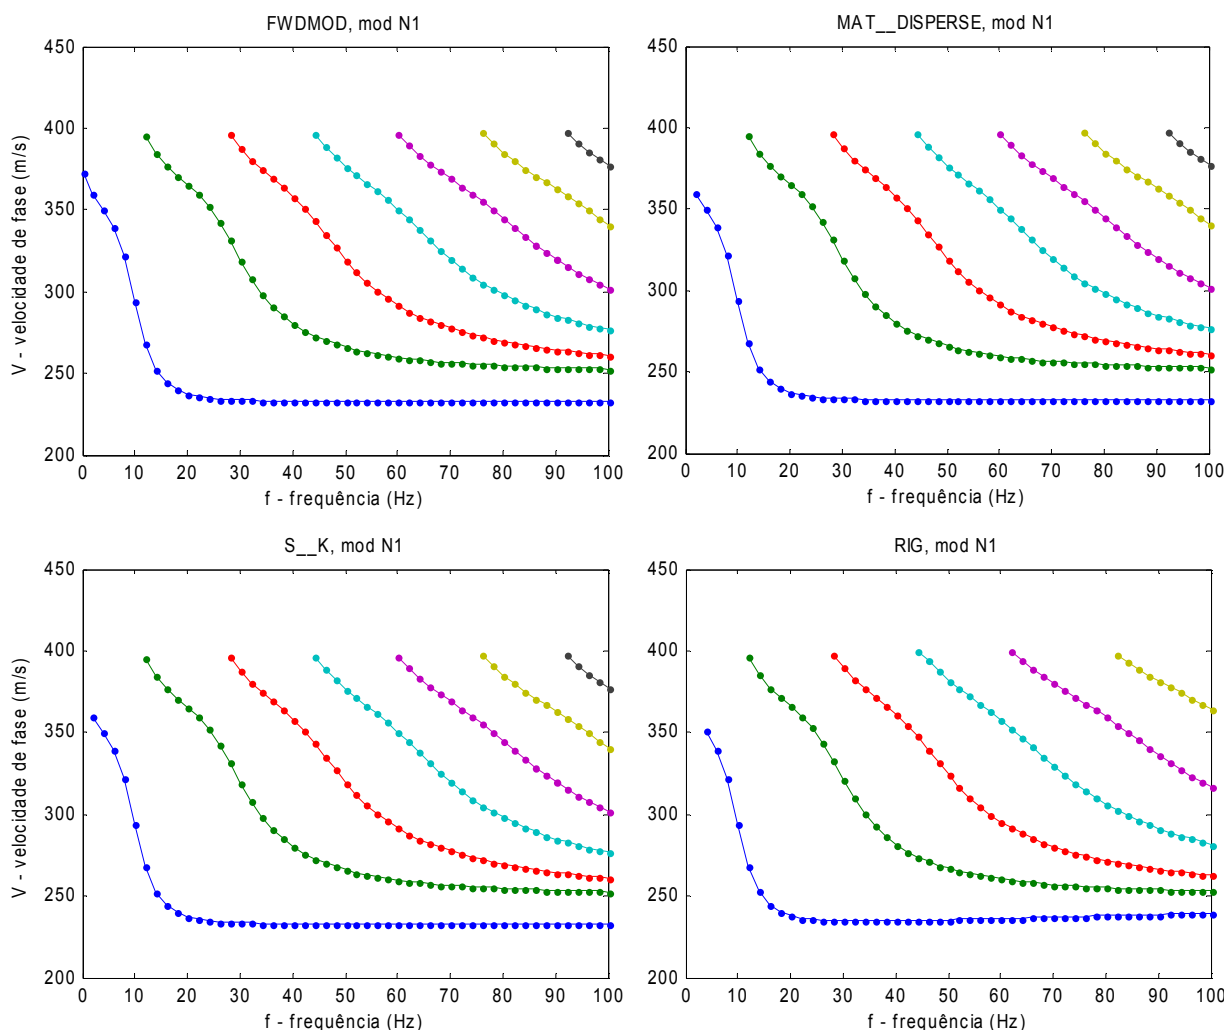 FWDMOD, mod N1
450
400
350
300
250
200
V - velocidade de fase (m/s)
0 10 20 30 40 50 60 70 80 90 100
f - frequência (Hz)
MAT__DISPERSE, mod N1
450
400
350
300
250
200
0 10 20 30 40 50 60 70 80 90 100
f - frequência (Hz)
S__K, mod N1
450
400
350
300
250
200
V - velocidade de fase (m/s)
0 10 20 30 40 50 60 70 80 90 100
f - frequência (Hz)
RIG, mod N1
450
400
350
300
250
200
0 10 20 30 40 50 60 70 80 90 100
f - frequência (Hz)